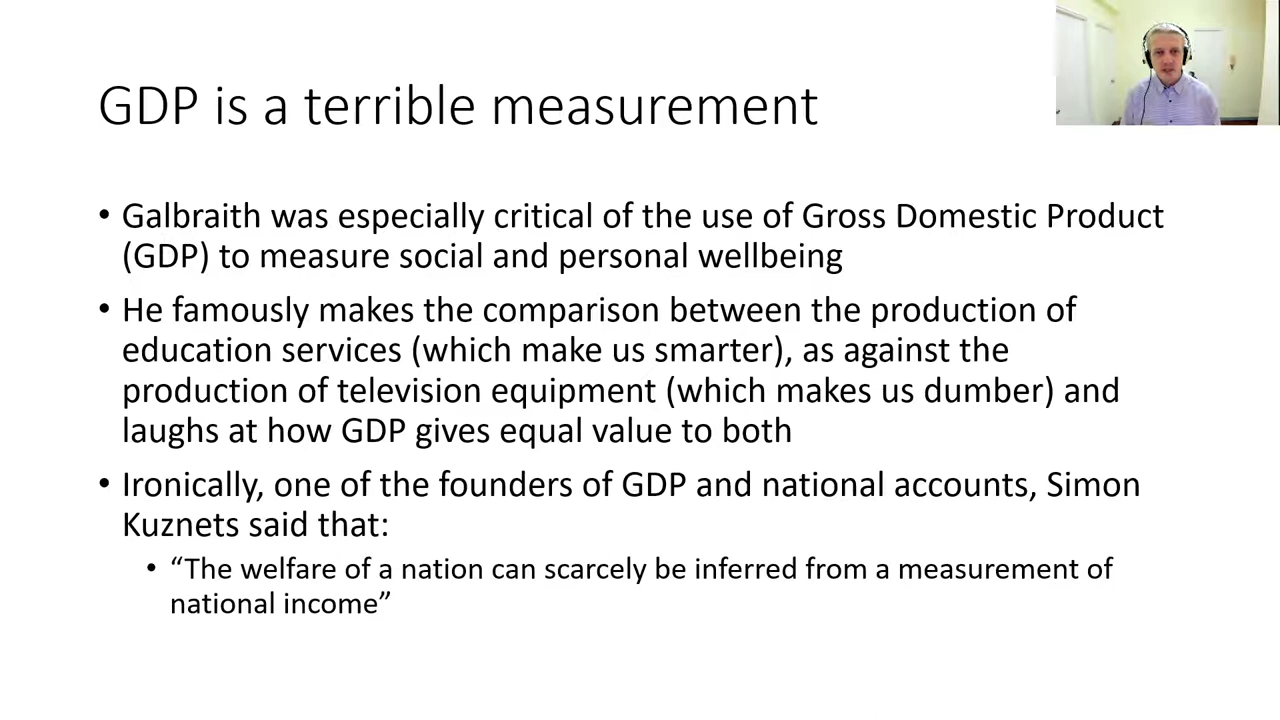 GDP is a terrible measurement
• Galbraith was especially critical of the use of Gross Domestic Product
(GDP) to measure social and personal wellbeing
• He famously makes the comparison between the production of
education services (which make us smarter), as against the
production of television equipment (which makes us dumber) and
laughs at how GDP gives equal value to both
• Ironically, one of the founders of GDP and national accounts, Simon
Kuznets said that:
• “The welfare of a nation can scarcely be inferred from a measurement of
national income”